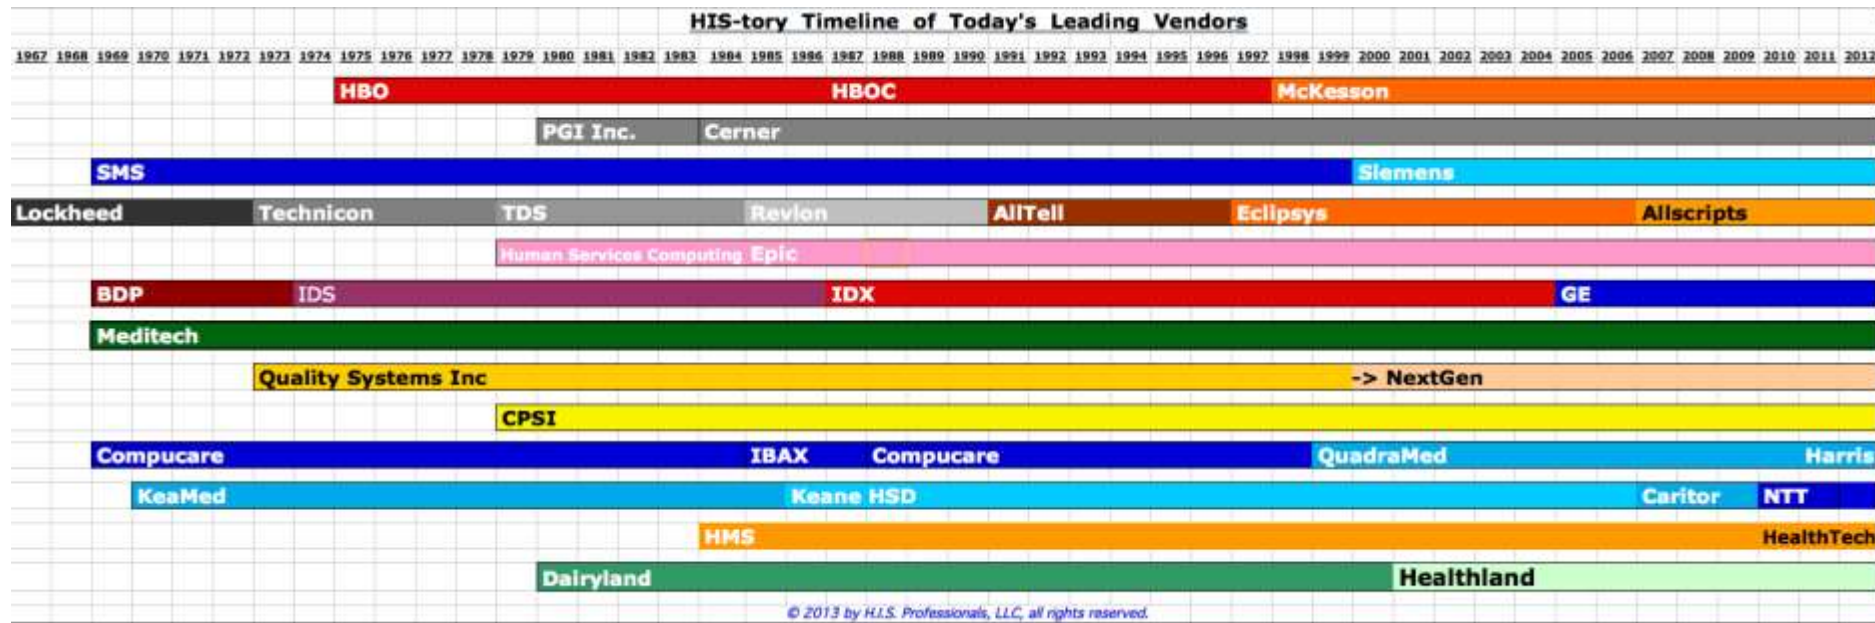 HIS-tory Timeline of Today's Leading Vendors
1967 1968 1969 1970 1971 1972 1973 1974 1975 1976 1977 1978 1979 1980 1981 1982 1983 1984 1985 1986 1987 1988 1989 1990 1991 1992 1993 1994 1995 1996 1997 1998 1999 2000 2001 2002 2003 2004 2005 2006 2007 2008 2009 2010 2011 2012
HBO HBOC McKesson
PGI Inc. Cerner
SMS Siemens
Lockheed Technicon TDS Revlon AllTell Eclipsys Allscripts
Human Services Computing Epic
BDP IDS IDX GE
Meditech
Quality Systems Inc -> NextGen
CPSI
Compucare IBAX Compucare QuadraMed Harris
KeaMed Keane HSD Caritor NTT
HMS HealthTech
Dairyland Healthland
© 2013 by H.I.S. Professionals, LLC, all rights reserved.